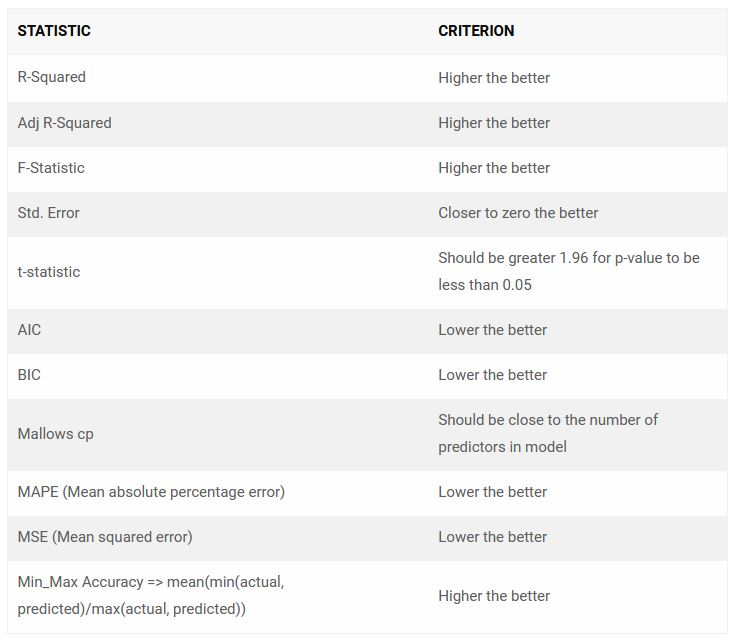 STATISTIC CRITERION
R-Squared Higher the better
Adj R-Squared Higher the better
F-Statistic Higher the better
Std. Error Closer to zero the better
t-statistic Should be greater 1.96 for p-value to be
less than 0.05
AIC Lower the better
BIC Lower the better
Mallows cp Should be close to the number of
predictors in model
MAPE (Mean absolute percentage error) Lower the better
MSE (Mean squared error) Lower the better
Min_Max Accuracy => mean(min(actual,
predicted)/max(actual, predicted)) Higher the better